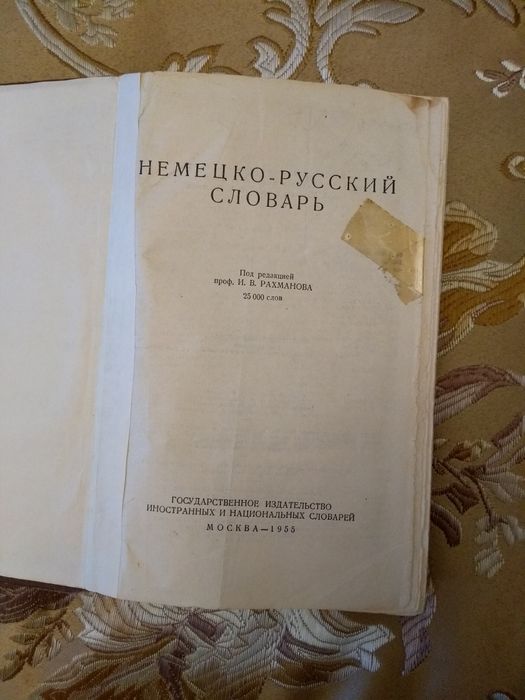 НЕМЕЦКО-РУССКИЙ
СЛОВАРЬ
Под редакцией
проф. И. В. РАХМАНОВА
25 000 слов
ГОСУДАРСТВЕННОЕ ИЗДАТЕЛЬСТВО
ИНОСТРАННЫХ И НАЦИОНАЛЬНЫХ СЛОВАРЕЙ
МОСКВА—1955